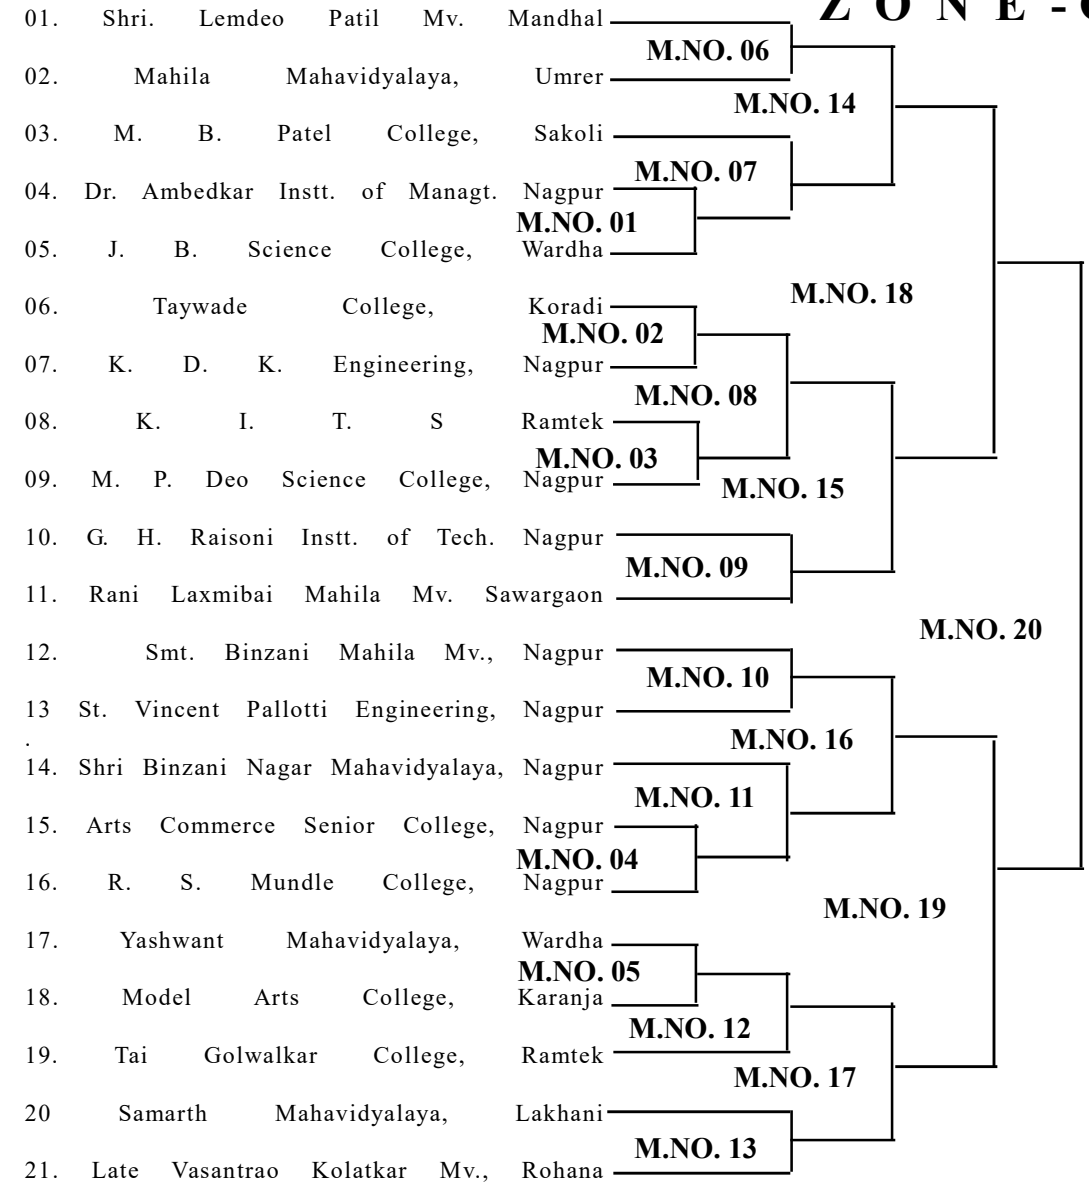 Z O N E -
01. Shri. Lemdeo Patil Mv. Mandhal
M.NO. 06
02. Mahila Mahavidyalaya, Umrer
M.NO. 14
03. M. B. Patel College, Sakoli
M.NO. 07
04. Dr. Ambedkar Instt. of Managt. Nagpur
M.NO. 01
05. J. B. Science College, Wardha
M.NO. 18
06. Taywade College, Koradi
M.NO. 02
07. K. D. K. Engineering, Nagpur
M.NO. 08
08. K. I. T. S Ramtek
M.NO. 03
09. M. P. Deo Science College, Nagpur
M.NO. 15
10. G. H. Raisoni Instt. of Tech. Nagpur
M.NO. 09
11. Rani Laxmibai Mahila Mv. Sawargaon
M.NO. 20
12. Smt. Binzani Mahila Mv., Nagpur
M.NO. 10
13 St. Vincent Pallotti Engineering, Nagpur
.
M.NO. 16
14. Shri Binzani Nagar Mahavidyalaya, Nagpur
M.NO. 11
15. Arts Commerce Senior College, Nagpur
M.NO. 04
16. R. S. Mundle College, Nagpur
M.NO. 19
17. Yashwant Mahavidyalaya, Wardha
M.NO. 05
18. Model Arts College, Karanja
M.NO. 12
19. Tai Golwalkar College, Ramtek
M.NO. 17
20 Samarth Mahavidyalaya, Lakhani
M.NO. 13
21. Late Vasantrao Kolatkar Mv., Rohana